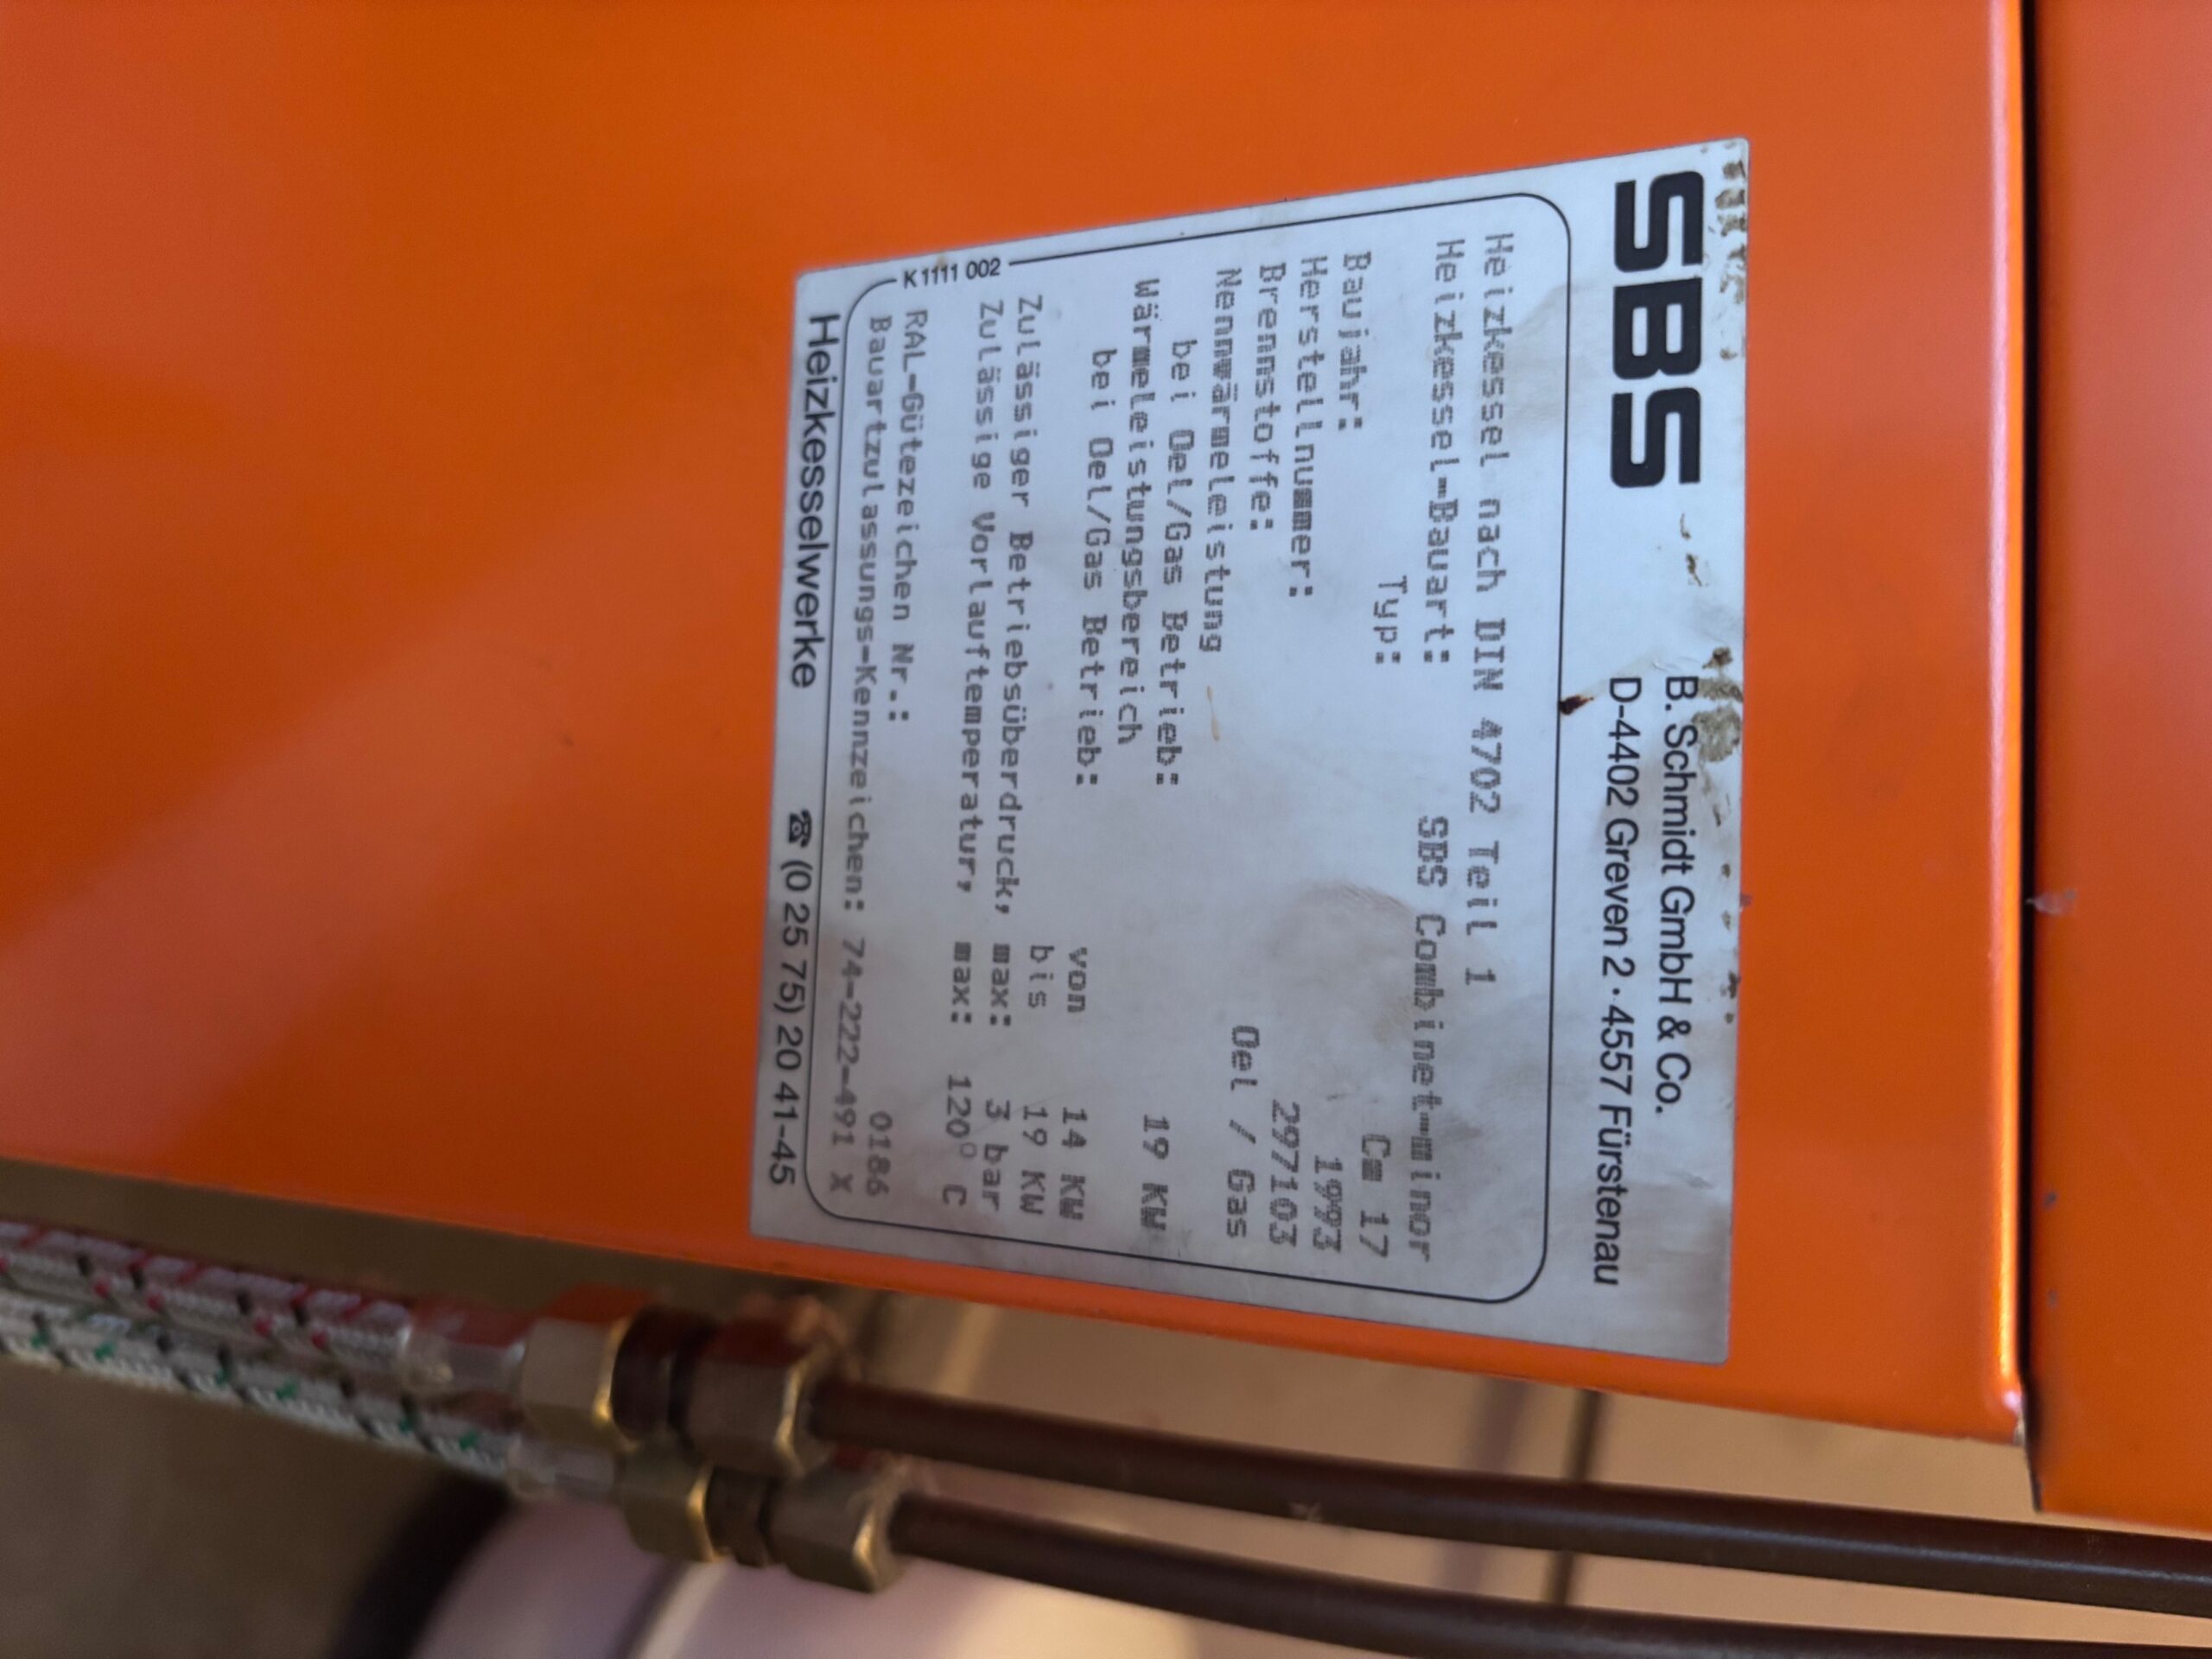 SBS
B. Schmidt GmbH & Co.
D-4402 Greven 2 · 4557 Fürstenau
Heizkessel nach DIN 4702 Teil 1
Heizkessel-Bauart: SBS Combinet-minor
Typ: Cm 17
Baujahr: 1993
Herstellnummer: 297103
Brennstoffe: Oel / Gas
Nennwärmeleistung
bei Oel/Gas Betrieb: 19 KW
Wärmeleistungsbereich
bei Oel/Gas Betrieb: von 14 KW
bis 19 KW
Zulässiger Betriebsüberdruck, max: 3 bar
Zulässige Vorlauftemperatur, max: 120° C
RAL-Gütezeichen Nr.: 0186
Bauartzulassungs-Kennzeichen: 74-222-491 X
K 1111 002
Heizkesselwerke ☎ (0 25 75) 20 41-45